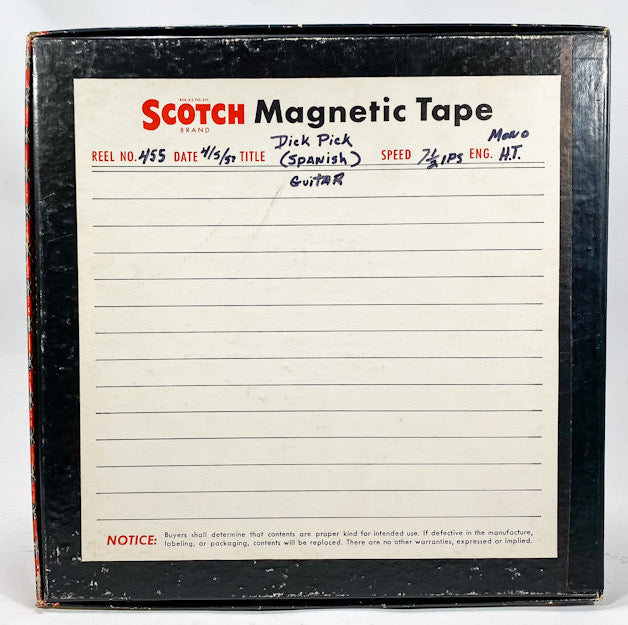 REG. U.S. PAT. OFF.
SCOTCH Magnetic Tape
BRAND
REEL NO. 455 DATE 4/5/57 TITLE Dick Pick (SPANISH) GUITAR SPEED 7½ IPS ENG. MONO H.T.
NOTICE: Buyers shall determine that contents are proper kind for intended use. If defective in the manufacture,
labeling, or packaging, contents will be replaced. There are no other warranties, expressed or implied.